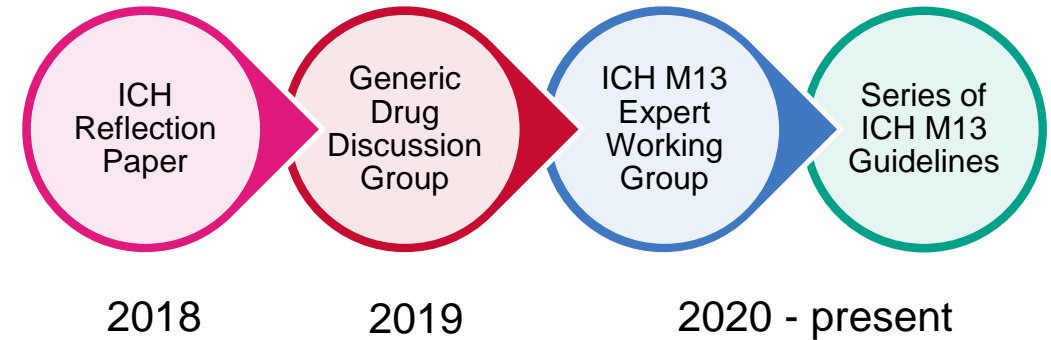 ICH
Reflection
Paper
Generic
Drug
Discussion
Group
ICH M13
Expert
Working
Group
Series of
ICH M13
Guidelines
2018
2019
2020 - present